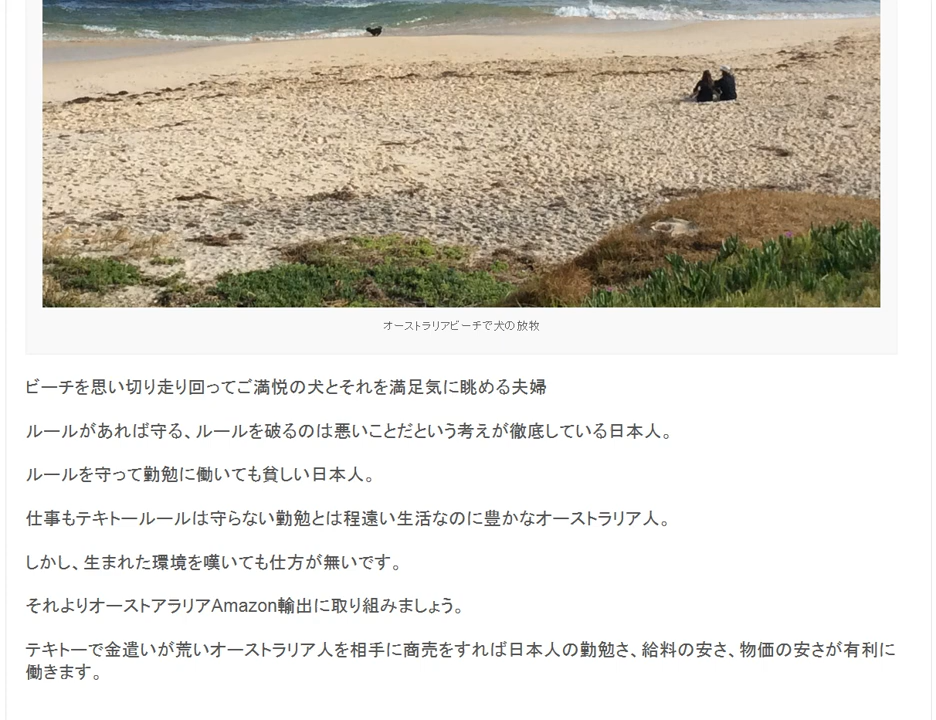 オーストラリアビーチで犬の放牧
ビーチを思い切り走り回ってご満悦の犬とそれを満足気に眺める夫婦
ルールがあれば守る、ルールを破るのは悪いことだという考えが徹底している日本人。
ルールを守って勤勉に働いても貧しい日本人。
仕事もテキトールールは守らない勤勉とは程遠い生活なのに豊かなオーストラリア人。
しかし、生まれた環境を嘆いても仕方が無いです。
それよりオーストアラリアAmazon輸出に取り組みましょう。
テキトーで金遣いが荒いオーストラリア人を相手に商売をすれば日本人の勤勉さ、給料の安さ、物価の安さが有利に
働きます。